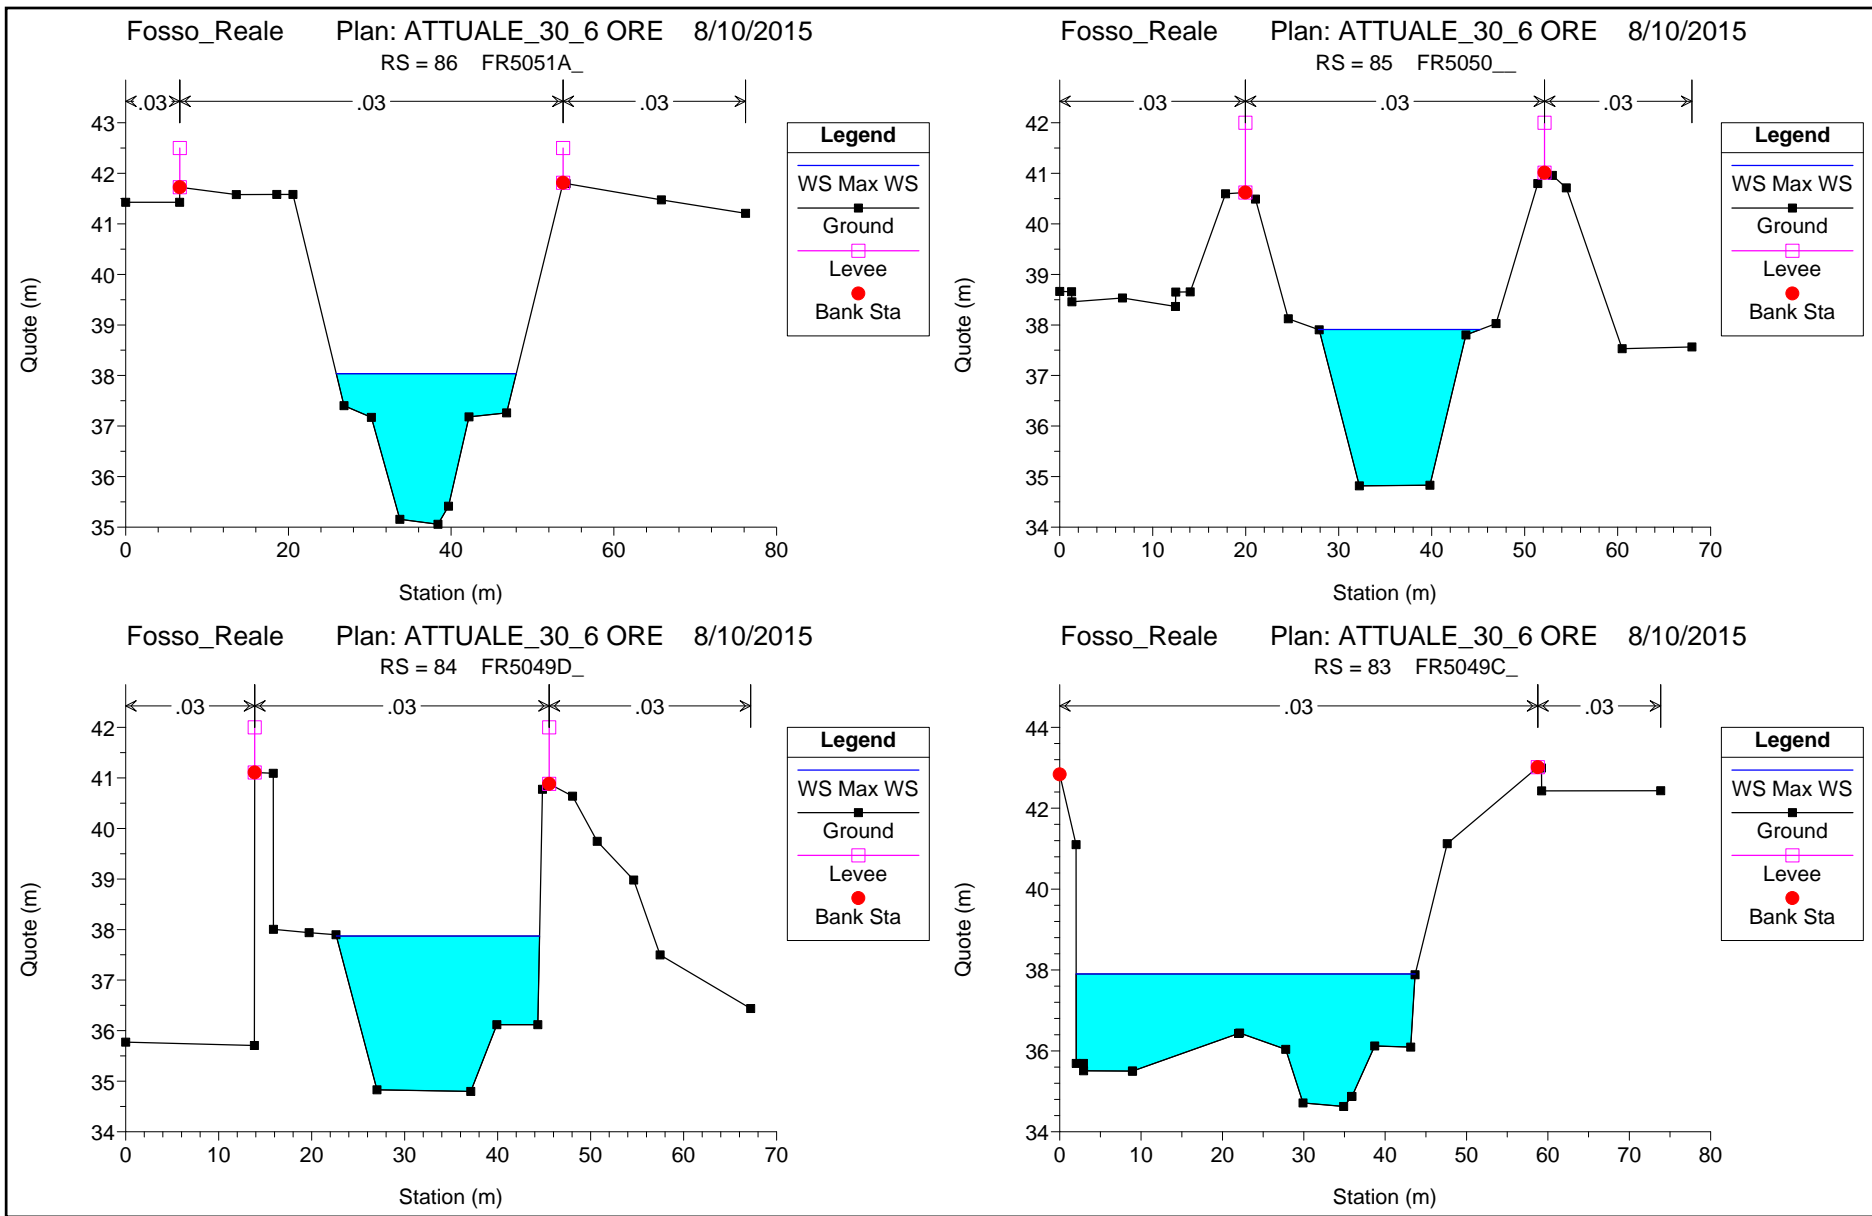 Fosso_Reale Plan: ATTUALE_30_6 ORE 8/10/2015
RS = 86 FR5051A_
.03 .03 .03
43
42
41
40
39
38
37
36
35
0 20 40 60 80
Quote (m)
Station (m)
Legend
WS Max WS
Ground
Levee
Bank Sta
Fosso_Reale Plan: ATTUALE_30_6 ORE 8/10/2015
RS = 85 FR5050__
.03 .03 .03
42
41
40
39
38
37
36
35
34
0 10 20 30 40 50 60 70
Quote (m)
Station (m)
Legend
WS Max WS
Ground
Levee
Bank Sta
Fosso_Reale Plan: ATTUALE_30_6 ORE 8/10/2015
RS = 84 FR5049D_
.03 .03 .03
42
41
40
39
38
37
36
35
34
0 10 20 30 40 50 60 70
Quote (m)
Station (m)
Legend
WS Max WS
Ground
Levee
Bank Sta
Fosso_Reale Plan: ATTUALE_30_6 ORE 8/10/2015
RS = 83 FR5049C_
.03 .03
44
42
40
38
36
34
0 10 20 30 40 50 60 70 80
Quote (m)
Station (m)
Legend
WS Max WS
Ground
Levee
Bank Sta